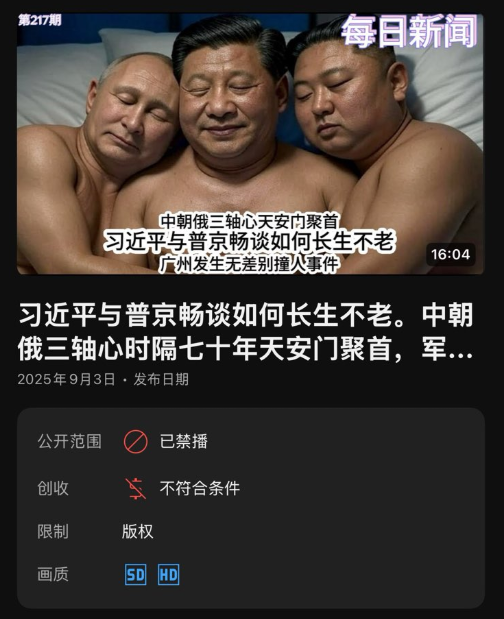 第217期
每日新闻
中朝俄三轴心天安门聚首
习近平与普京畅谈如何长生不老
广州发生无差别撞人事件
16:04
习近平与普京畅谈如何长生不老。中朝
俄三轴心时隔七十年天安门聚首，军...
2025年9月3日 · 发布日期
公开范围 已禁播
创收 不符合条件
限制 版权
画质 SD HD